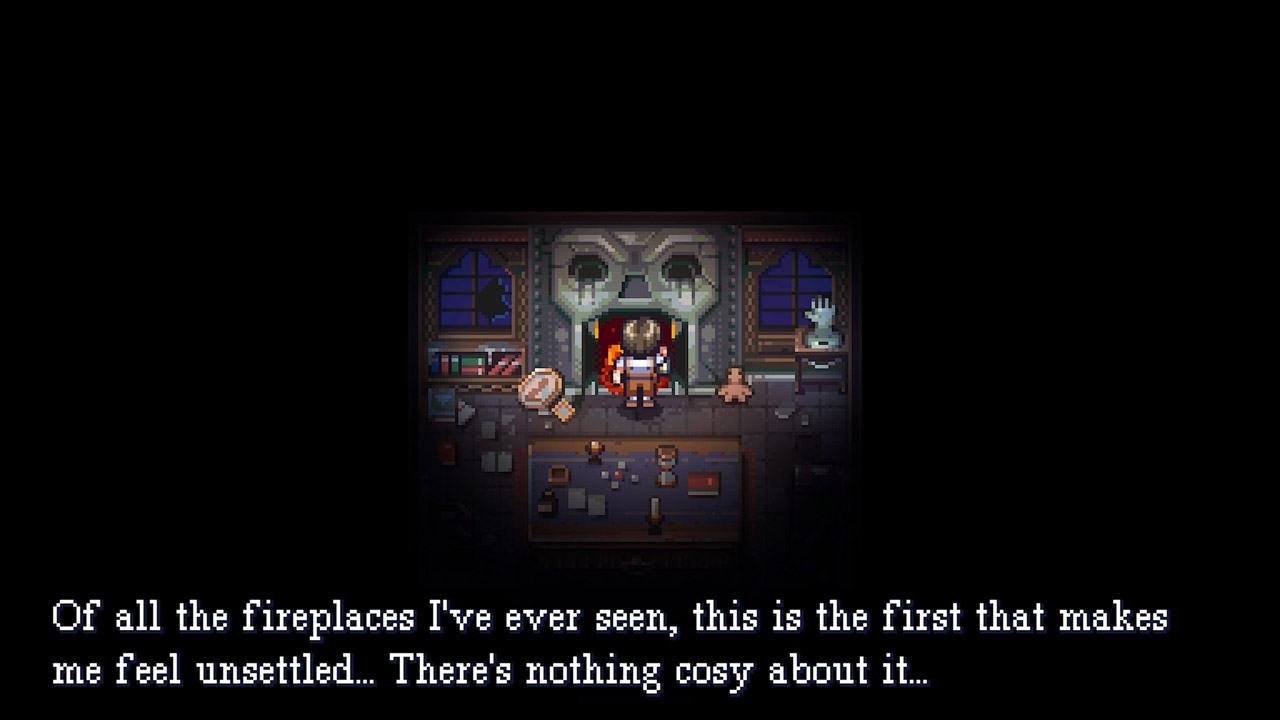 Of all the fireplaces I've ever seen, this is the first that makes
me feel unsettled... There's nothing cosy about it...